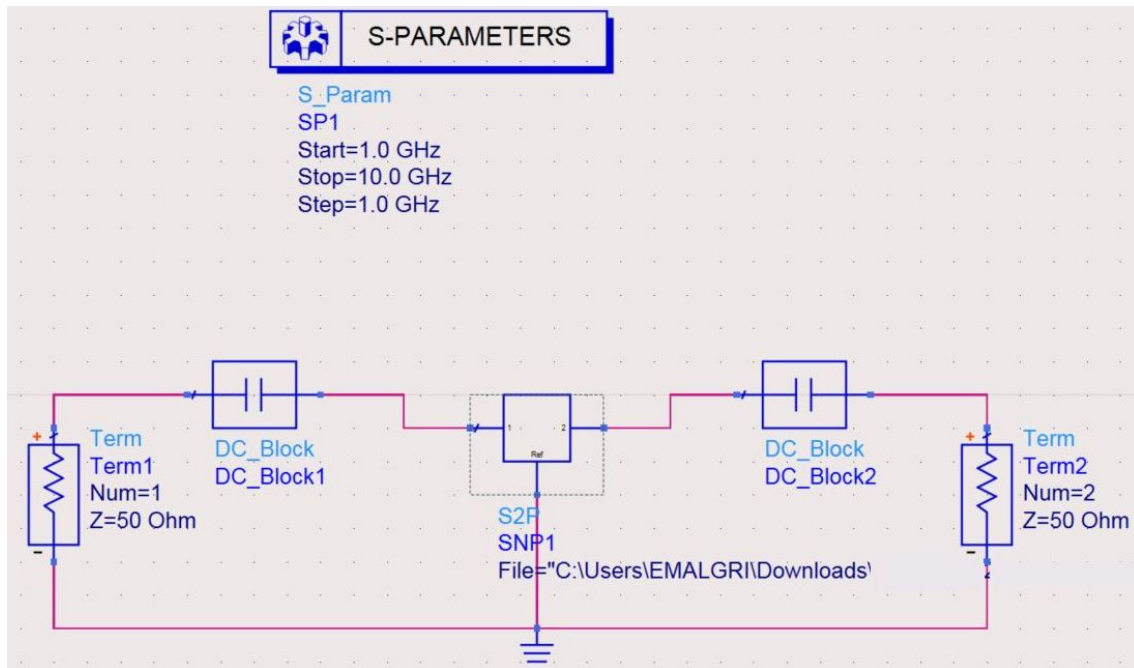 S-PARAMETERS
S_Param
SP1
Start=1.0 GHz
Stop=10.0 GHz
Step=1.0 GHz
+
Term
Term1
Num=1
Z=50 Ohm
-
DC_Block
DC_Block1
1
2
Ref
S2P
SNP1
File="C:\Users\EMALGRI\Downloads\
DC_Block
DC_Block2
+
Term
Term2
Num=2
Z=50 Ohm
-